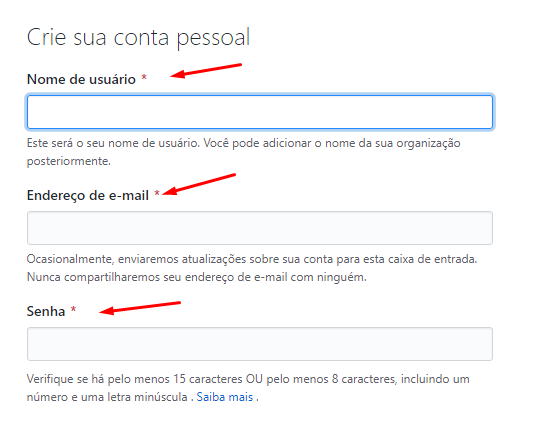 Crie sua conta pessoal
Nome de usuário *
Este será o seu nome de usuário. Você pode adicionar o nome da sua organização
posteriormente.
Endereço de e-mail *
Ocasionalmente, enviaremos atualizações sobre sua conta para esta caixa de entrada.
Nunca compartilharemos seu endereço de e-mail com ninguém.
Senha *
Verifique se há pelo menos 15 caracteres OU pelo menos 8 caracteres, incluindo um
número e uma letra minúscula . Saiba mais .